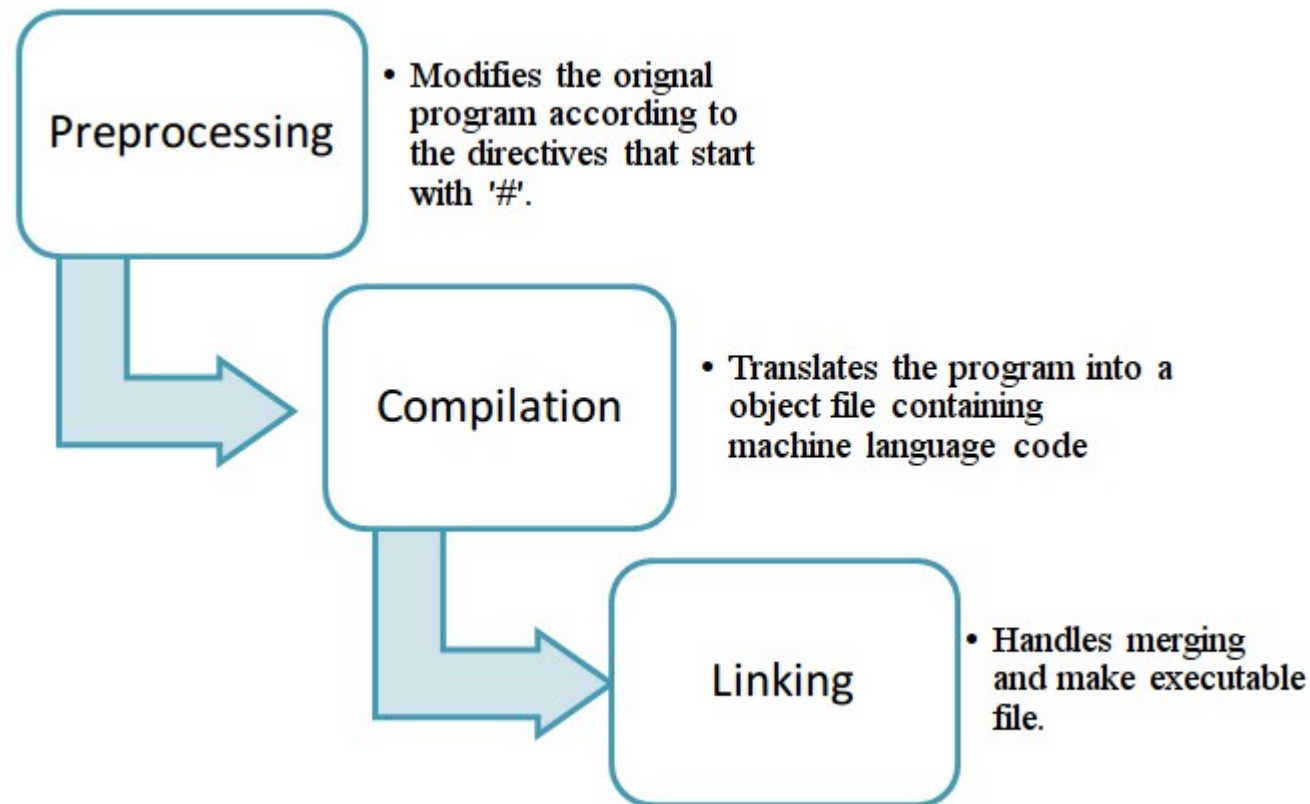 Preprocessing
• Modifies the orignal
program according to
the directives that start
with '#'.
Compilation
• Translates the program into a
object file containing
machine language code
Linking
• Handles merging
and make executable
file.